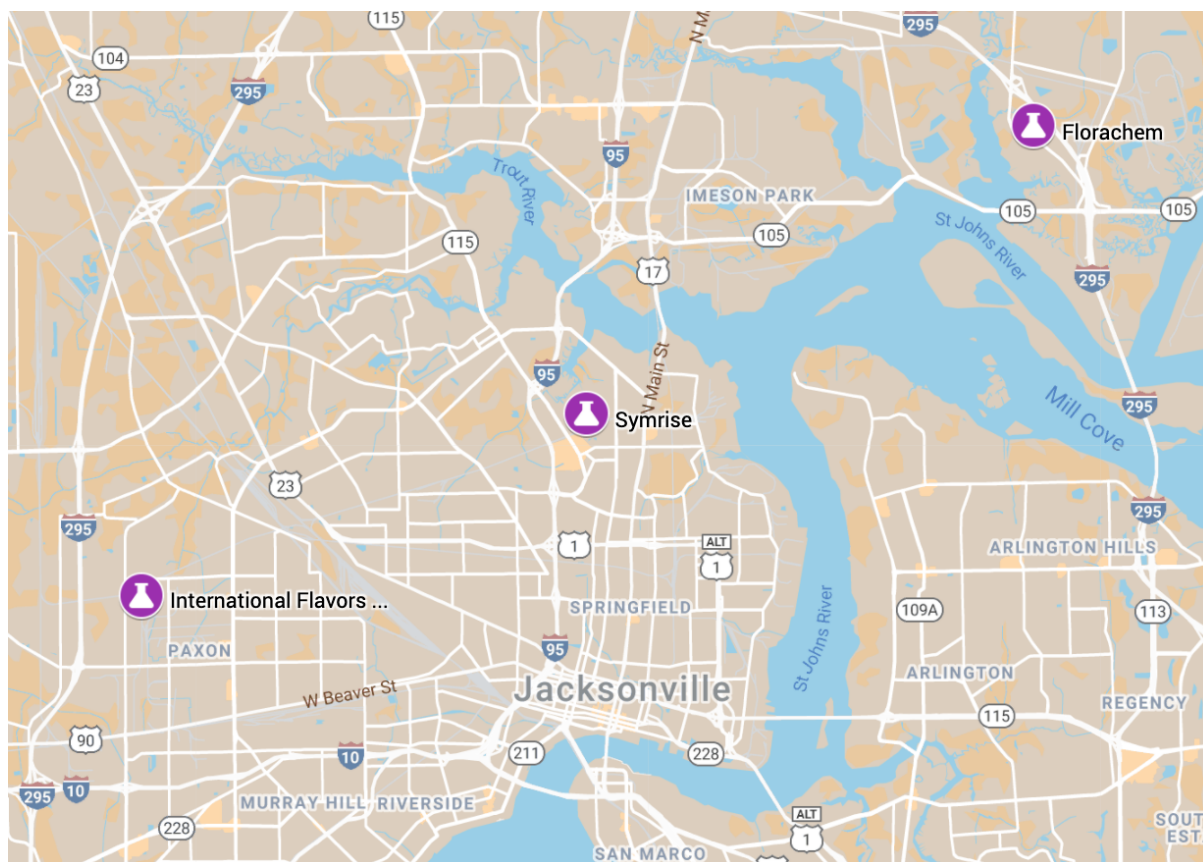 115
295
N M
104
23
295
95
Florachem
Trout River
IMESON PARK
105
105
105
115
St Johns River
17
295
95
N Main St
295
Mill Cove
Symrise
23
295
295
1
ALT
1
ARLINGTON HILLS
International Flavors ...
SPRINGFIELD
109A
113
PAXON
95
St Johns River
ARLINGTON
W Beaver St
Jacksonville
REGENCY
115
90
10
211
228
295
10
MURRAY HILL
RIVERSIDE
228
ALT
1
SOUT
EST
SAN MARCO